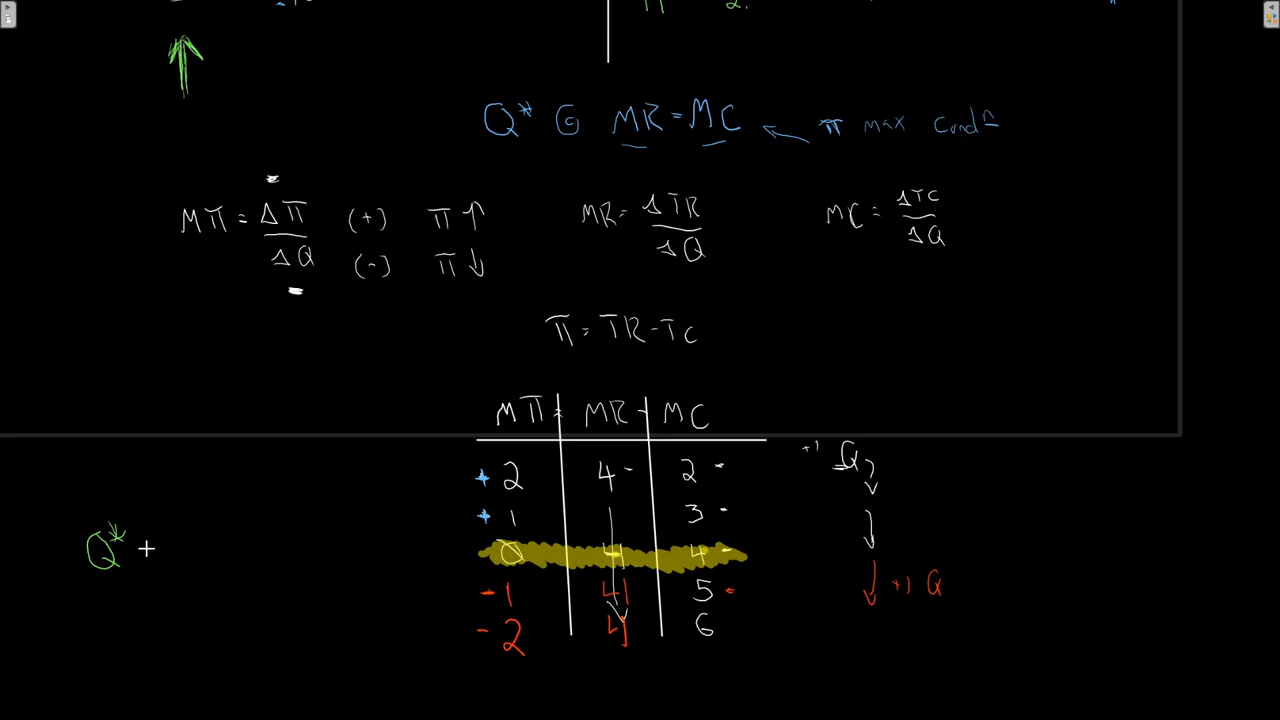 Q* @ MR = MC ← π max Condⁿ
MΠ = ΔΠ/ΔQ (+) Π ↑ (-) Π ↓ MR = ΔTR/ΔQ MC = ΔTC/ΔQ
Π = TR - TC
MΠ = MR - MC
+ 2 4 2 +1 Q
+ 1 3
0 4 4
- 1 4 5 +1 Q
- 2 4 6
Q* +